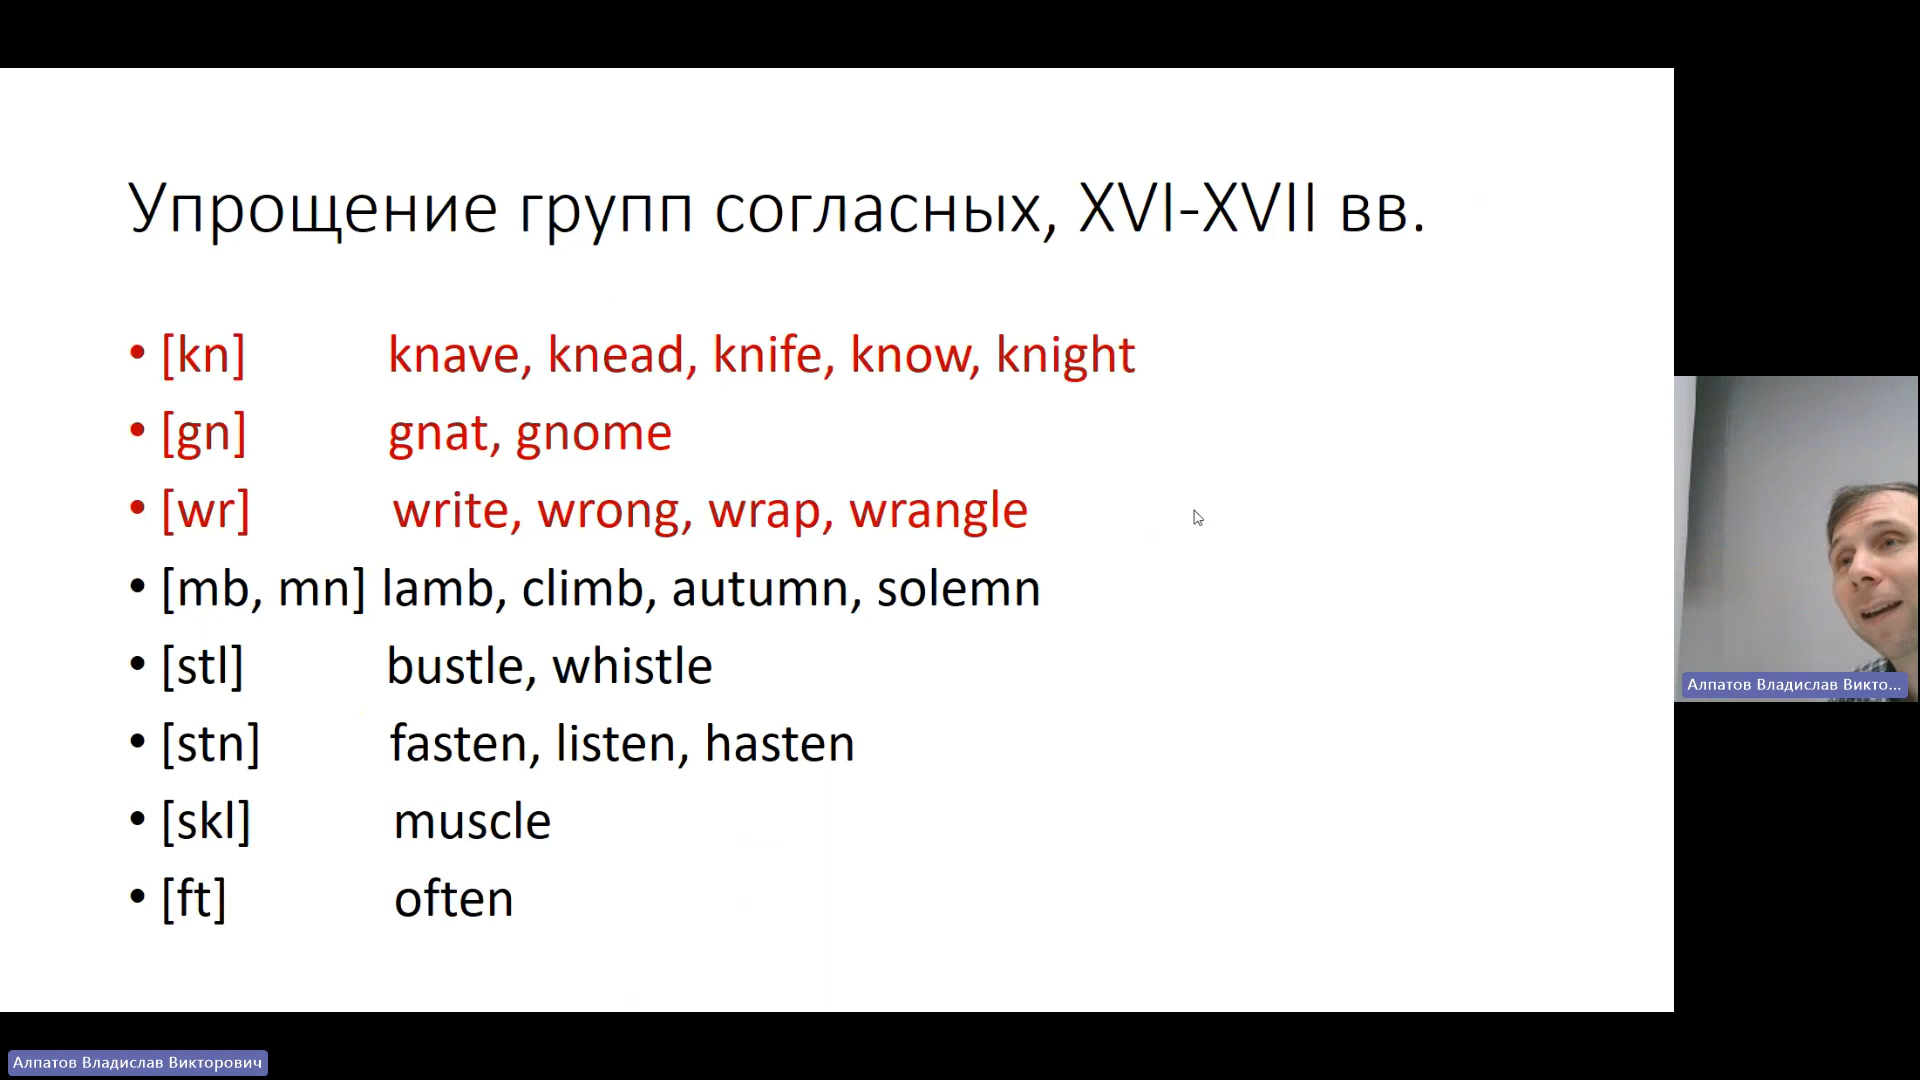 Упрощение групп согласных, XVI-XVII вв.
• [kn] knave, knead, knife, know, knight
• [gn] gnat, gnome
• [wr] write, wrong, wrap, wrangle
• [mb, mn] lamb, climb, autumn, solemn
• [stl] bustle, whistle
• [stn] fasten, listen, hasten
• [skl] muscle
• [ft] often
Алпатов Владислав Викто...
Алпатов Владислав Викторович